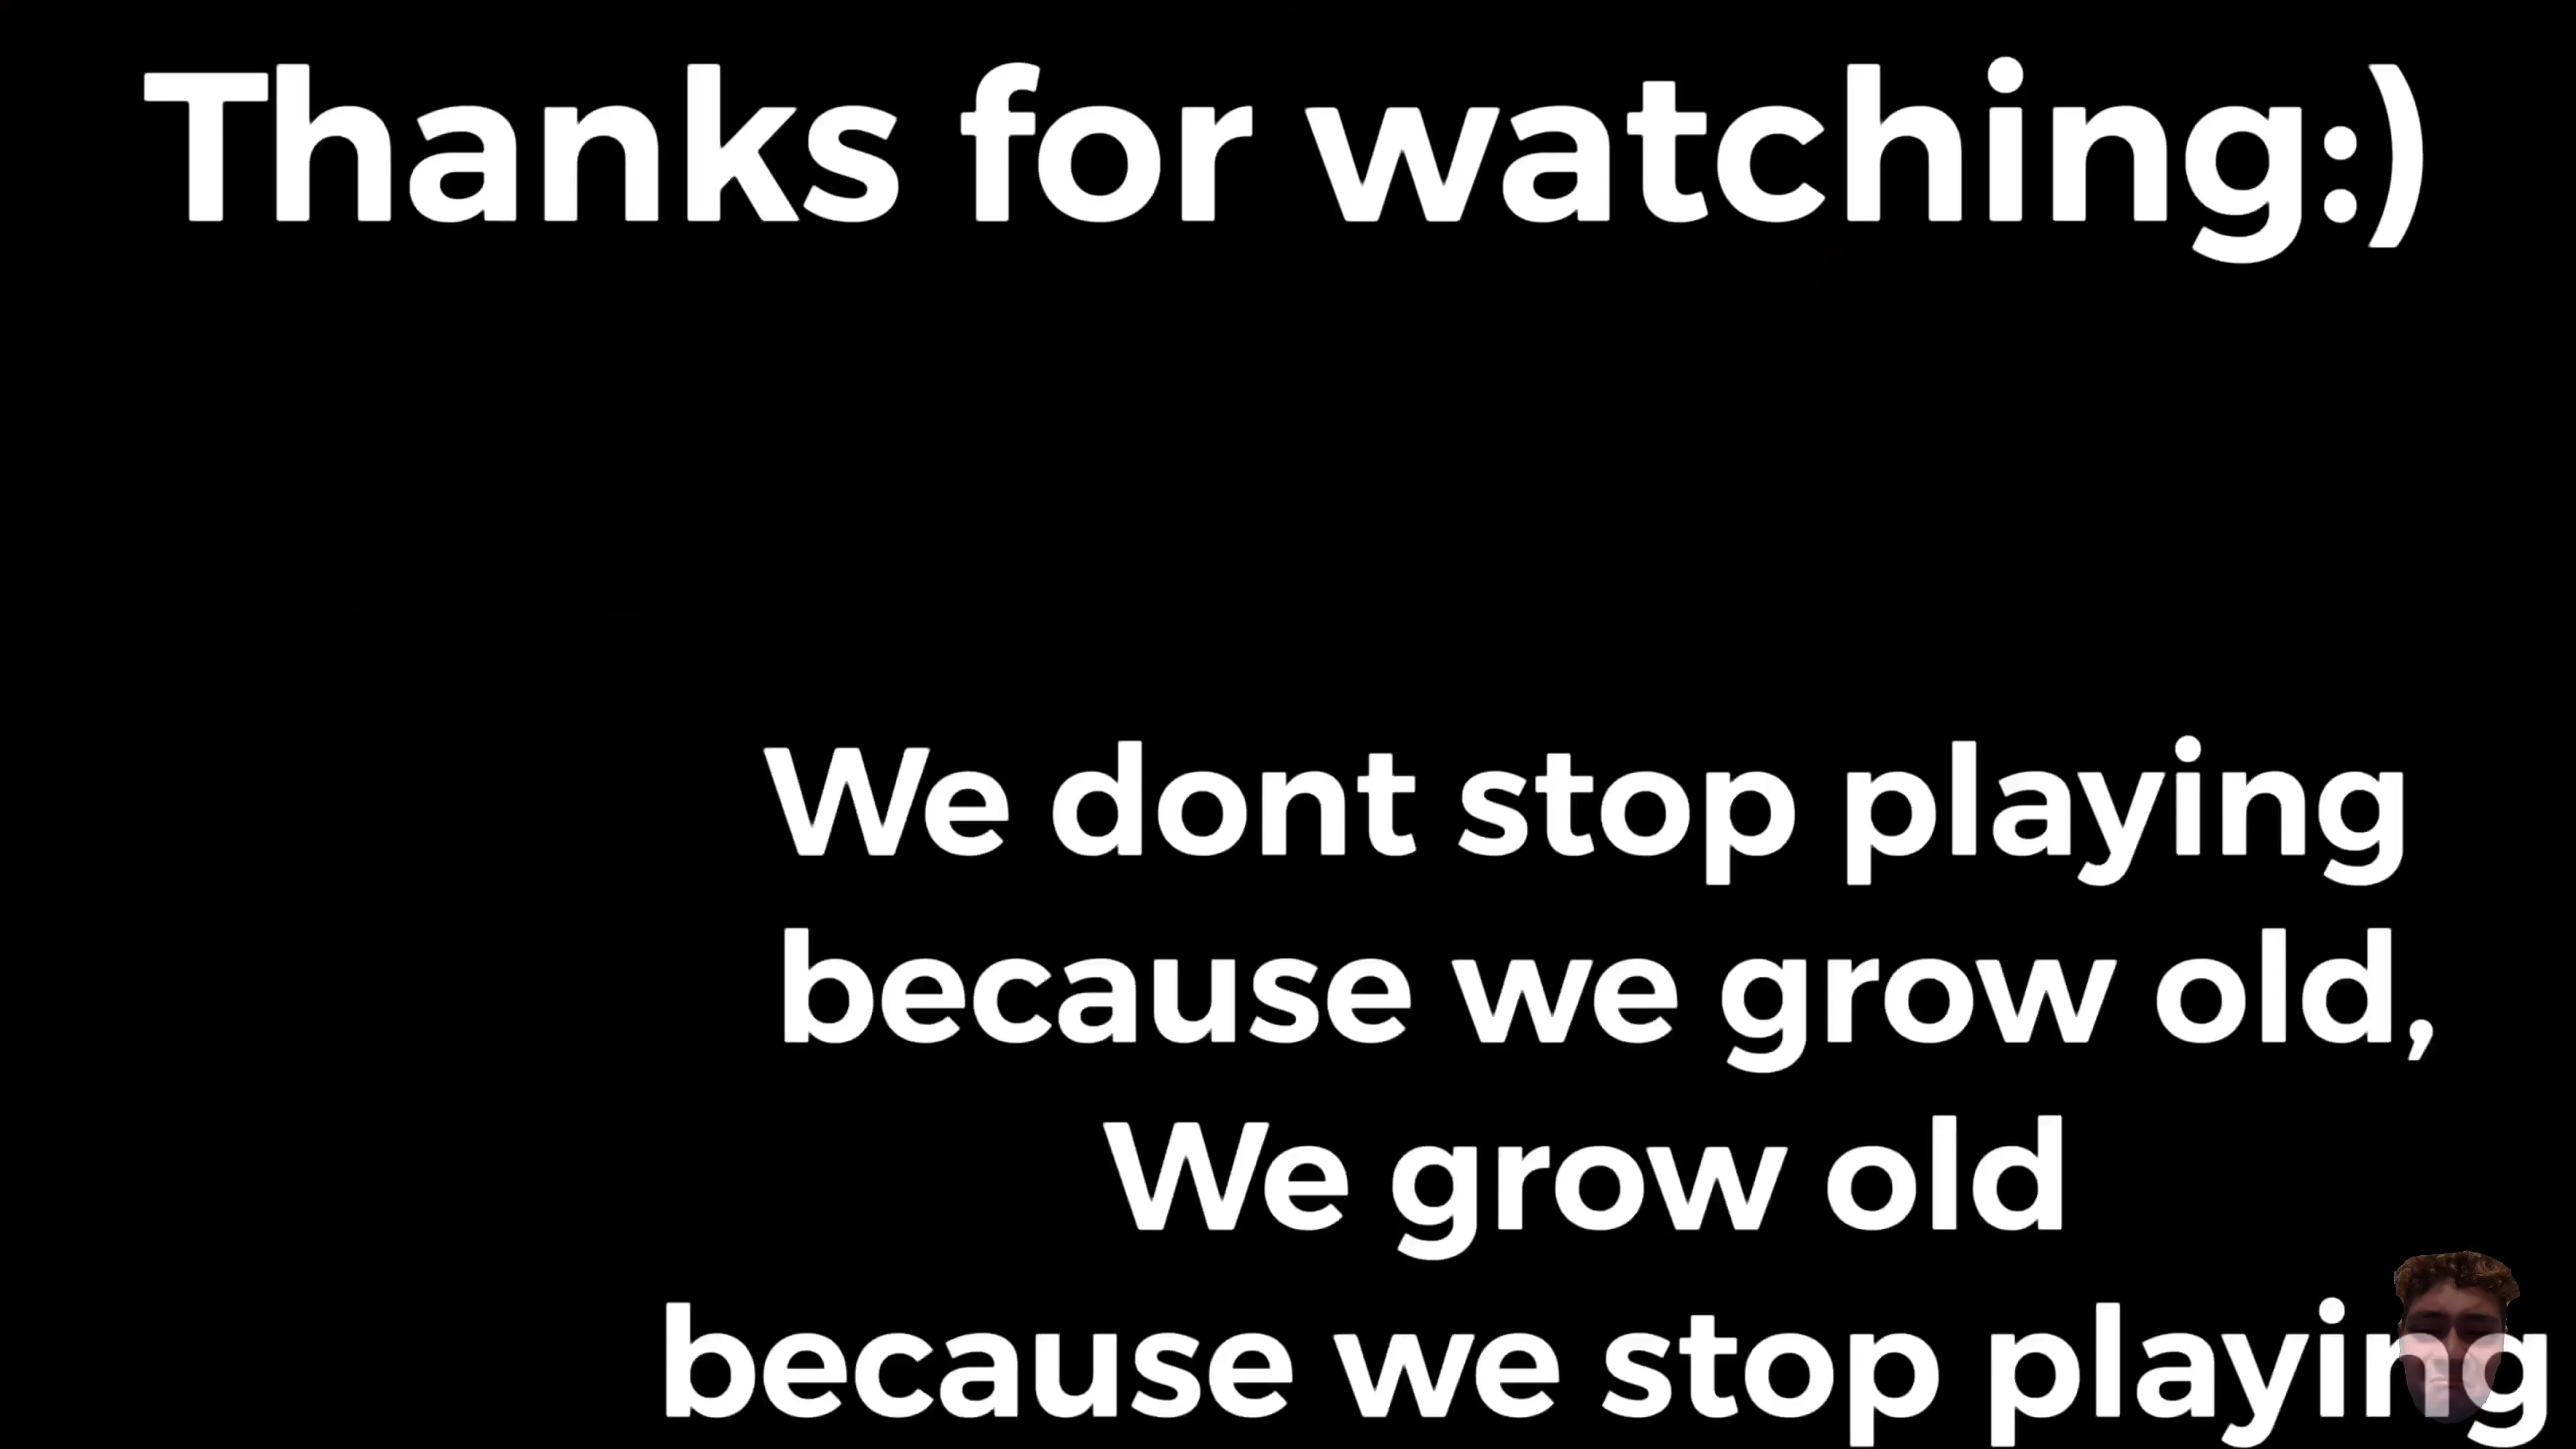 Thanks for watching:)
We dont stop playing
because we grow old,
We grow old
because we stop playing